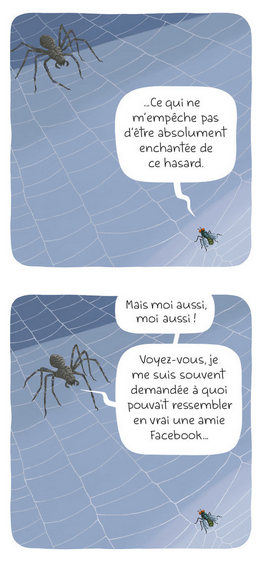 ...Ce qui ne
m'empêche pas
d'être absolument
enchantée de
ce hasard.
Mais moi aussi,
moi aussi !
Voyez-vous, je
me suis souvent
demandée à quoi
pouvait ressembler
en vrai une amie
Facebook...